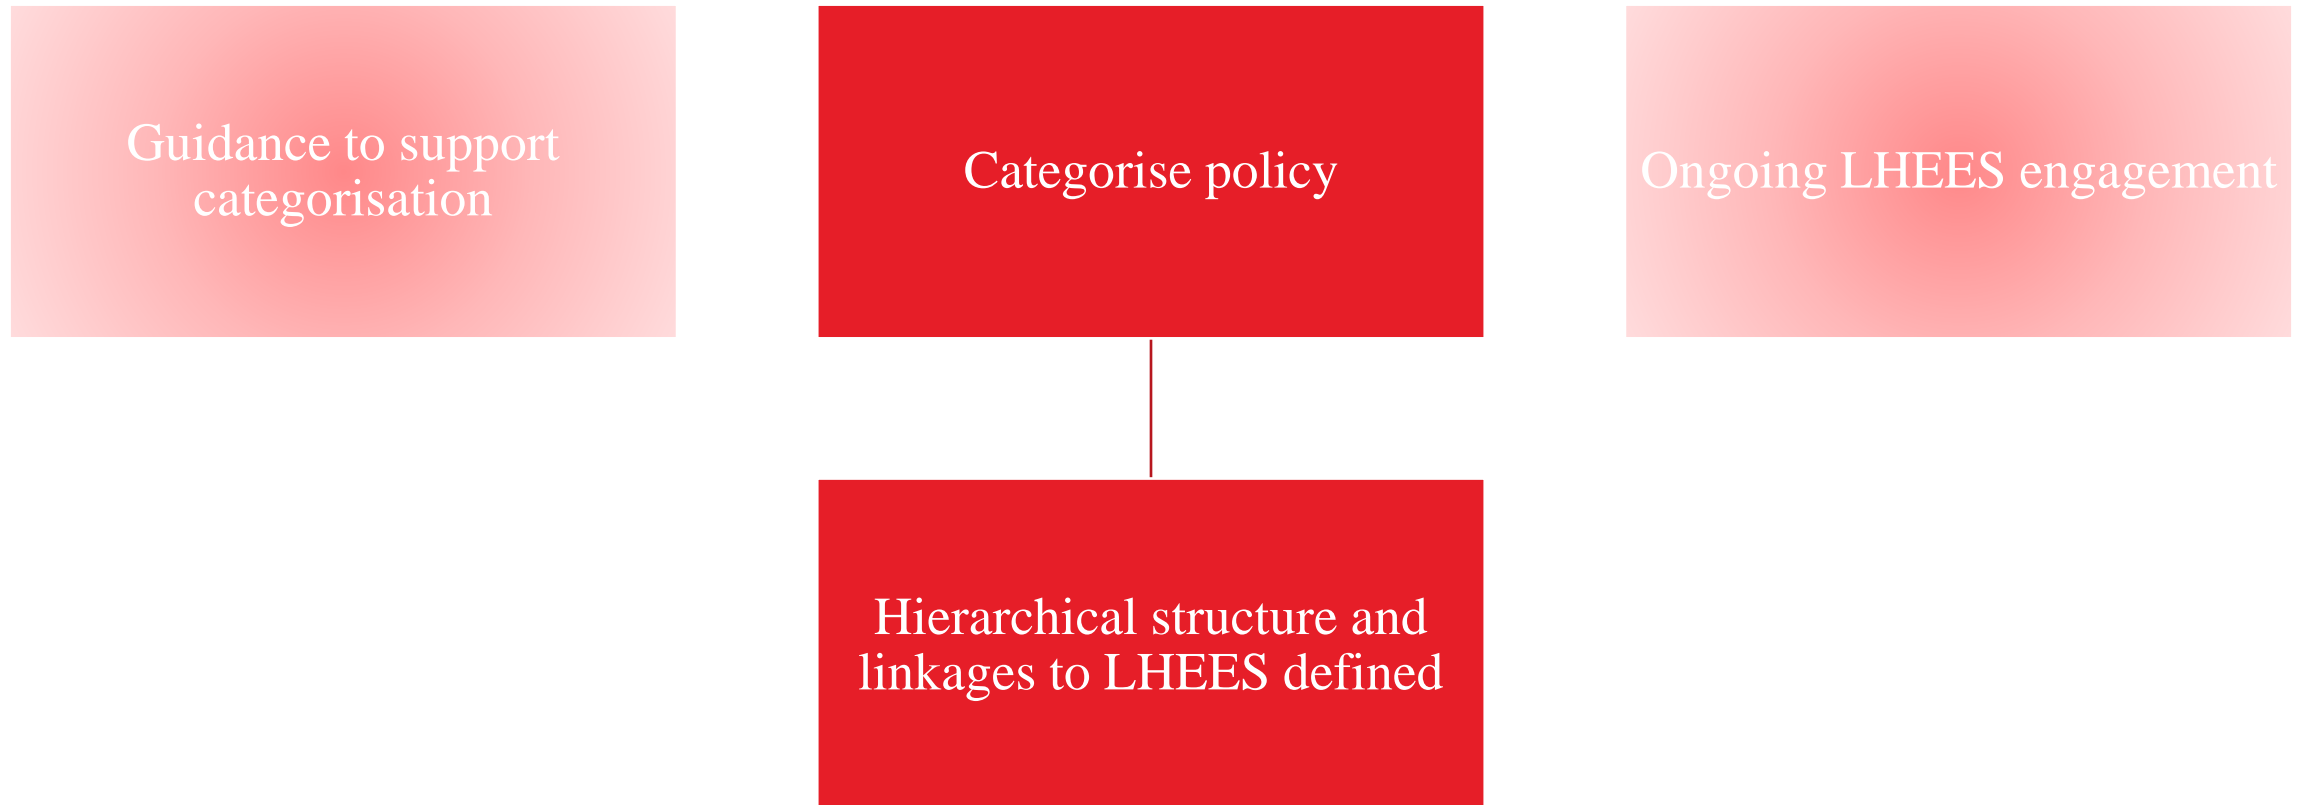 Guidance to support
categorisation
Categorise policy
Ongoing LHEES engagement
Hierarchical structure and
linkages to LHEES defined